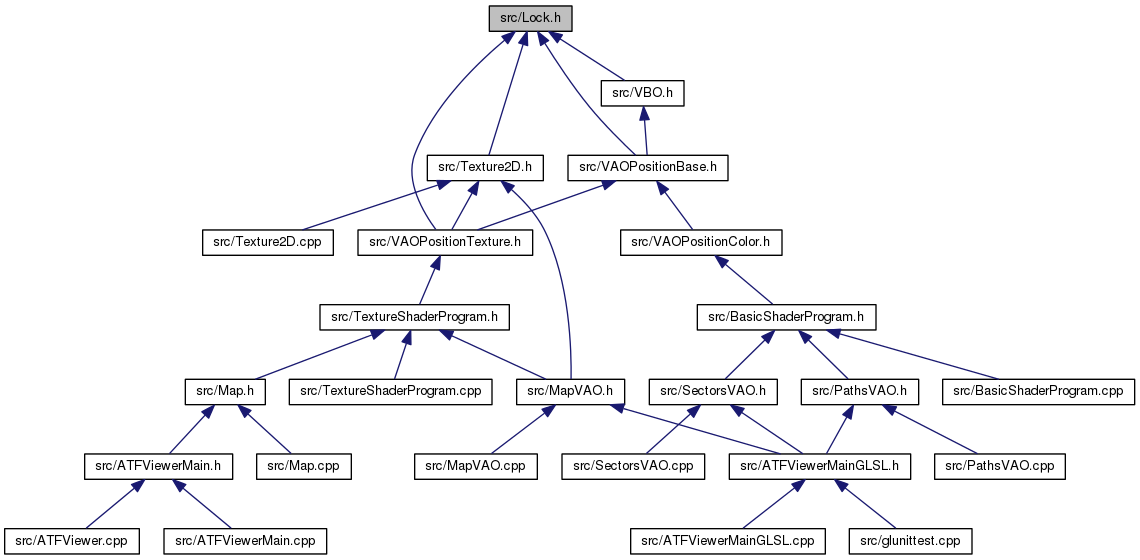 src/Lock.h
src/VBO.h
src/Texture2D.h
src/VAOPositionBase.h
src/Texture2D.cpp
src/VAOPositionTexture.h
src/VAOPositionColor.h
src/TextureShaderProgram.h
src/BasicShaderProgram.h
src/Map.h
src/TextureShaderProgram.cpp
src/MapVAO.h
src/SectorsVAO.h
src/PathsVAO.h
src/BasicShaderProgram.cpp
src/ATFViewerMain.h
src/Map.cpp
src/MapVAO.cpp
src/SectorsVAO.cpp
src/ATFViewerMainGLSL.h
src/PathsVAO.cpp
src/ATFViewer.cpp
src/ATFViewerMain.cpp
src/ATFViewerMainGLSL.cpp
src/glunittest.cpp